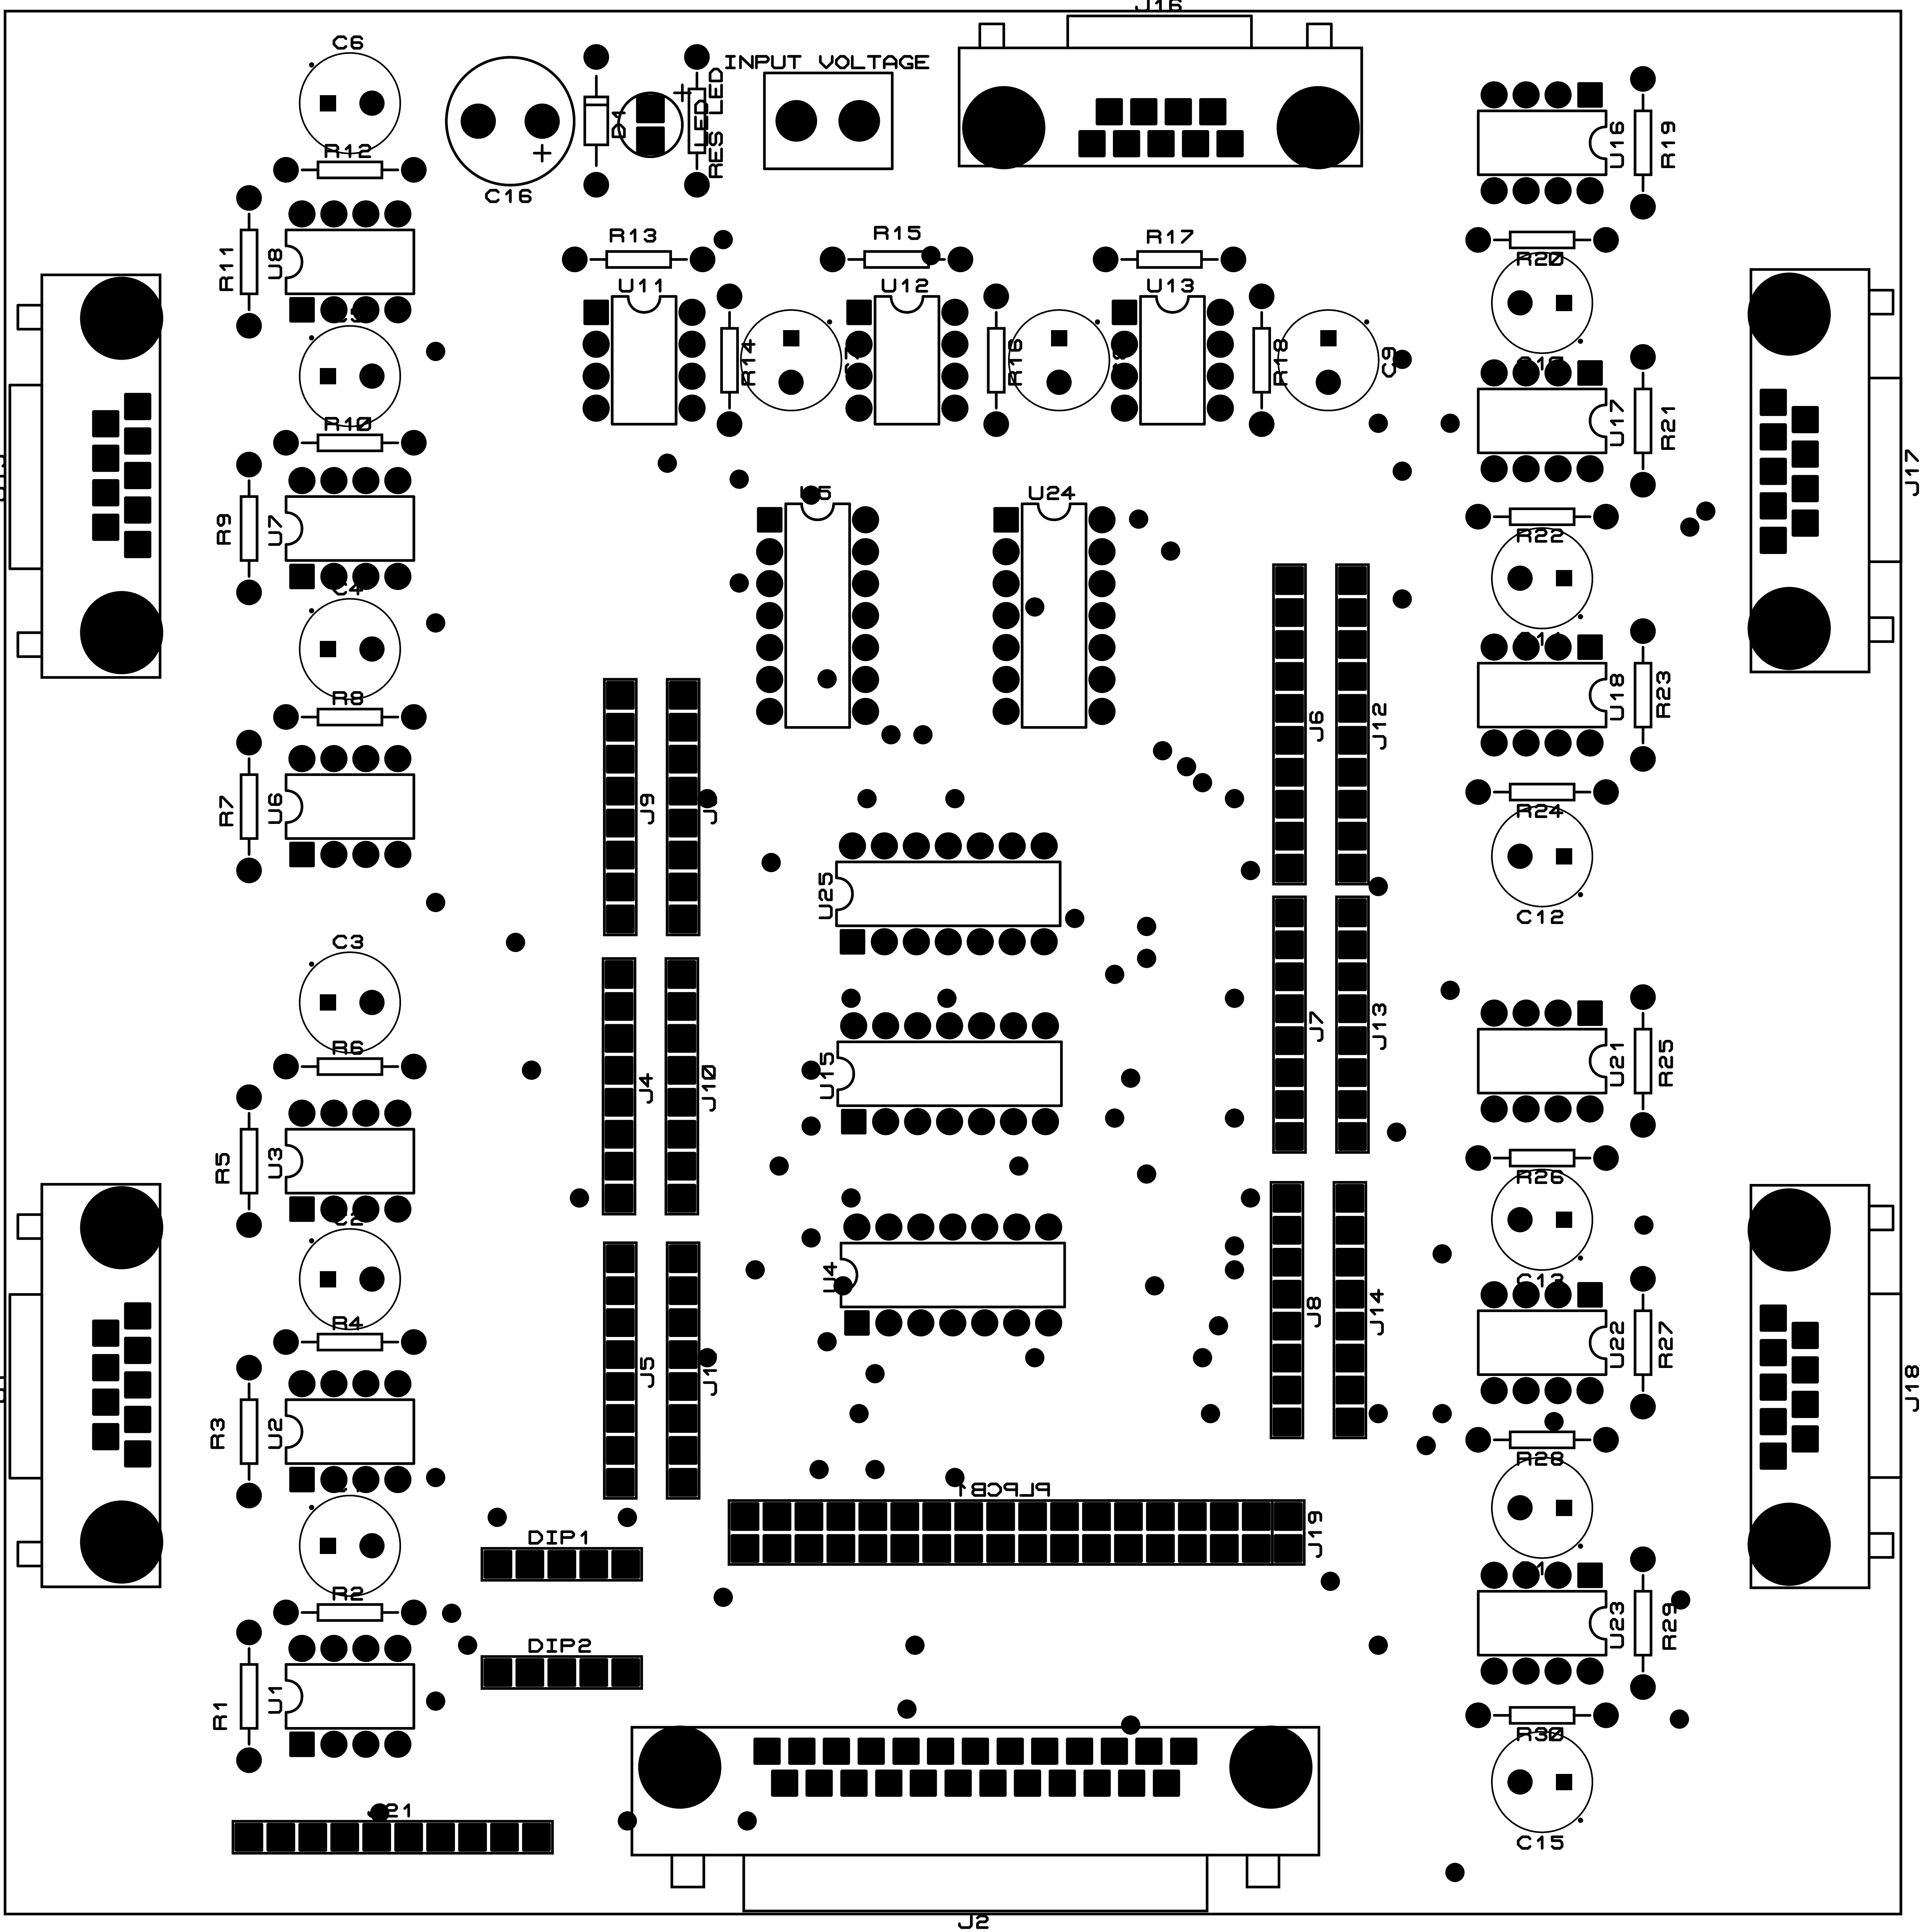 J16
C6
INPUT VOLTAGE
R12
D1
LED
RES LED
U16
R19
C16
R11
U8
R13
R15
R17
R20
U11
U12
U13
R14
R16
R18
C9
R10
U17
R21
J17
U24
R9
U7
R22
C4
R8
J6
J12
U18
R23
R7
U6
J9
R24
U25
C12
C3
R6
J4
J10
U15
J7
J13
U21
R25
R5
U3
R26
C2
U4
R4
J8
J14
C13
U22
R27
J18
R3
U2
J5
R28
PLPCB1
DIP1
J19
R2
U23
R29
DIP2
R1
U1
R30
C15
J2